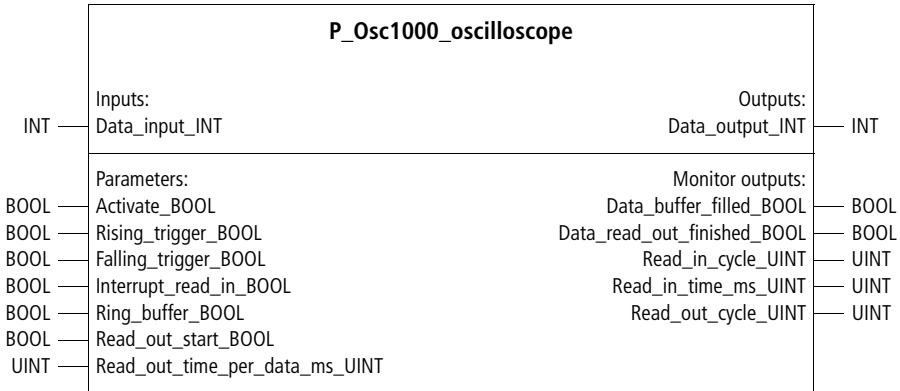 P_Osc1000_oscilloscope
Inputs: Outputs:
INT Data_input_INT Data_output_INT INT
Parameters: Monitor outputs:
BOOL Activate_BOOL Data_buffer_filled_BOOL BOOL
BOOL Rising_trigger_BOOL Data_read_out_finished_BOOL BOOL
BOOL Falling_trigger_BOOL Read_in_cycle_UINT UINT
BOOL Interrupt_read_in_BOOL Read_in_time_ms_UINT UINT
BOOL Ring_buffer_BOOL Read_out_cycle_UINT UINT
BOOL Read_out_start_BOOL
UINT Read_out_time_per_data_ms_UINT